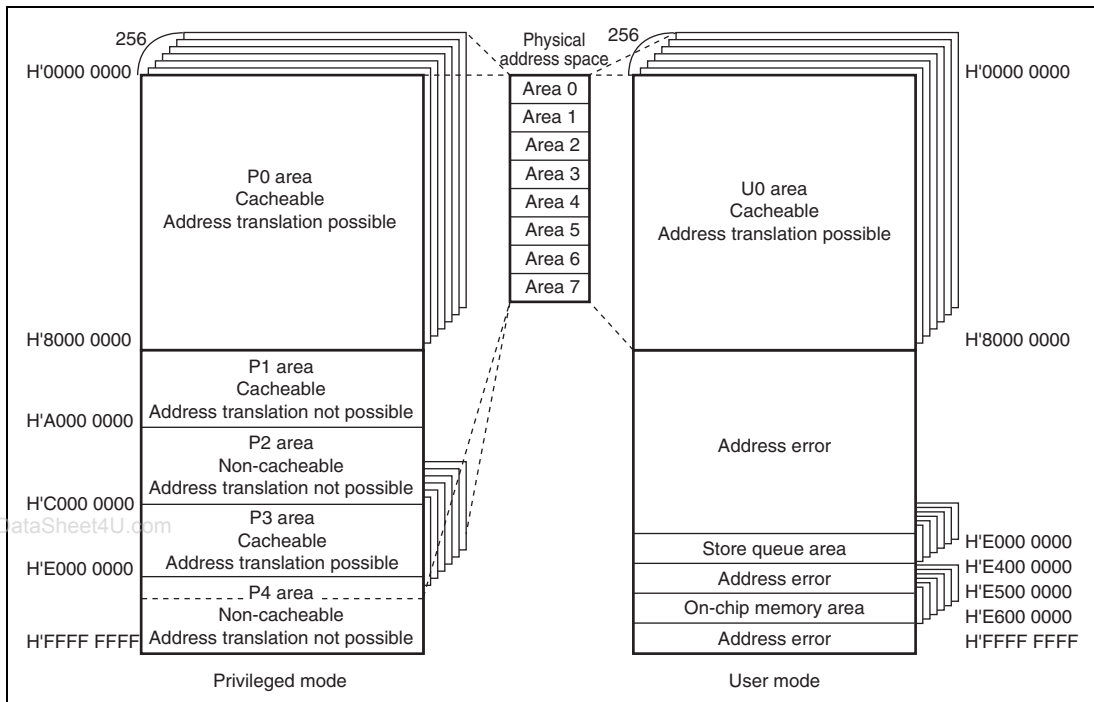 256
H'0000 0000
P0 area
Cacheable
Address translation possible
H'8000 0000
P1 area
Cacheable
Address translation not possible
H'A000 0000
P2 area
Non-cacheable
Address translation not possible
H'C000 0000
P3 area
Cacheable
Address translation possible
H'E000 0000
P4 area
Non-cacheable
Address translation not possible
H'FFFF FFFF
Privileged mode
Physical
address space
Area 0
Area 1
Area 2
Area 3
Area 4
Area 5
Area 6
Area 7
256
H'0000 0000
U0 area
Cacheable
Address translation possible
H'8000 0000
Address error
Store queue area
H'E000 0000
Address error
H'E400 0000
On-chip memory area
H'E500 0000
H'E600 0000
Address error
H'FFFF FFFF
User mode
DataSheet4U.com